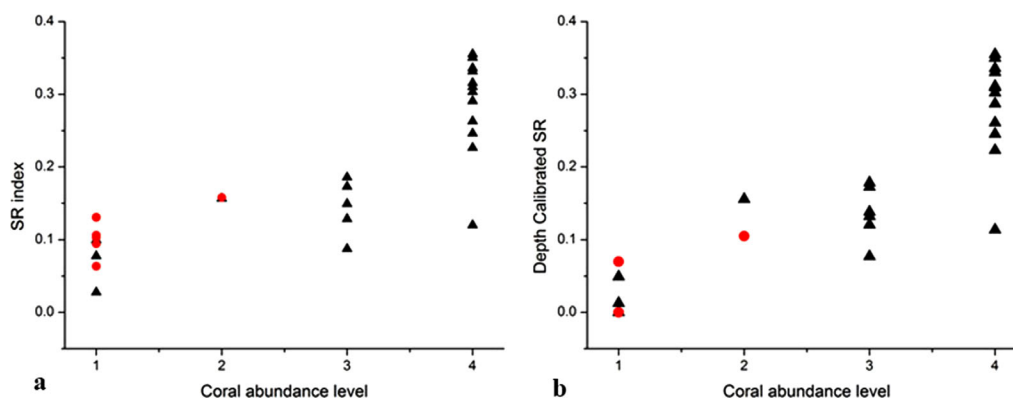 0.4
0.3
0.2
0.1
0.0
SR index
1 2 3 4
Coral abundance level
a
0.4
0.3
0.2
0.1
0.0
Depth Calibrated SR
1 2 3 4
Coral abundance level
b